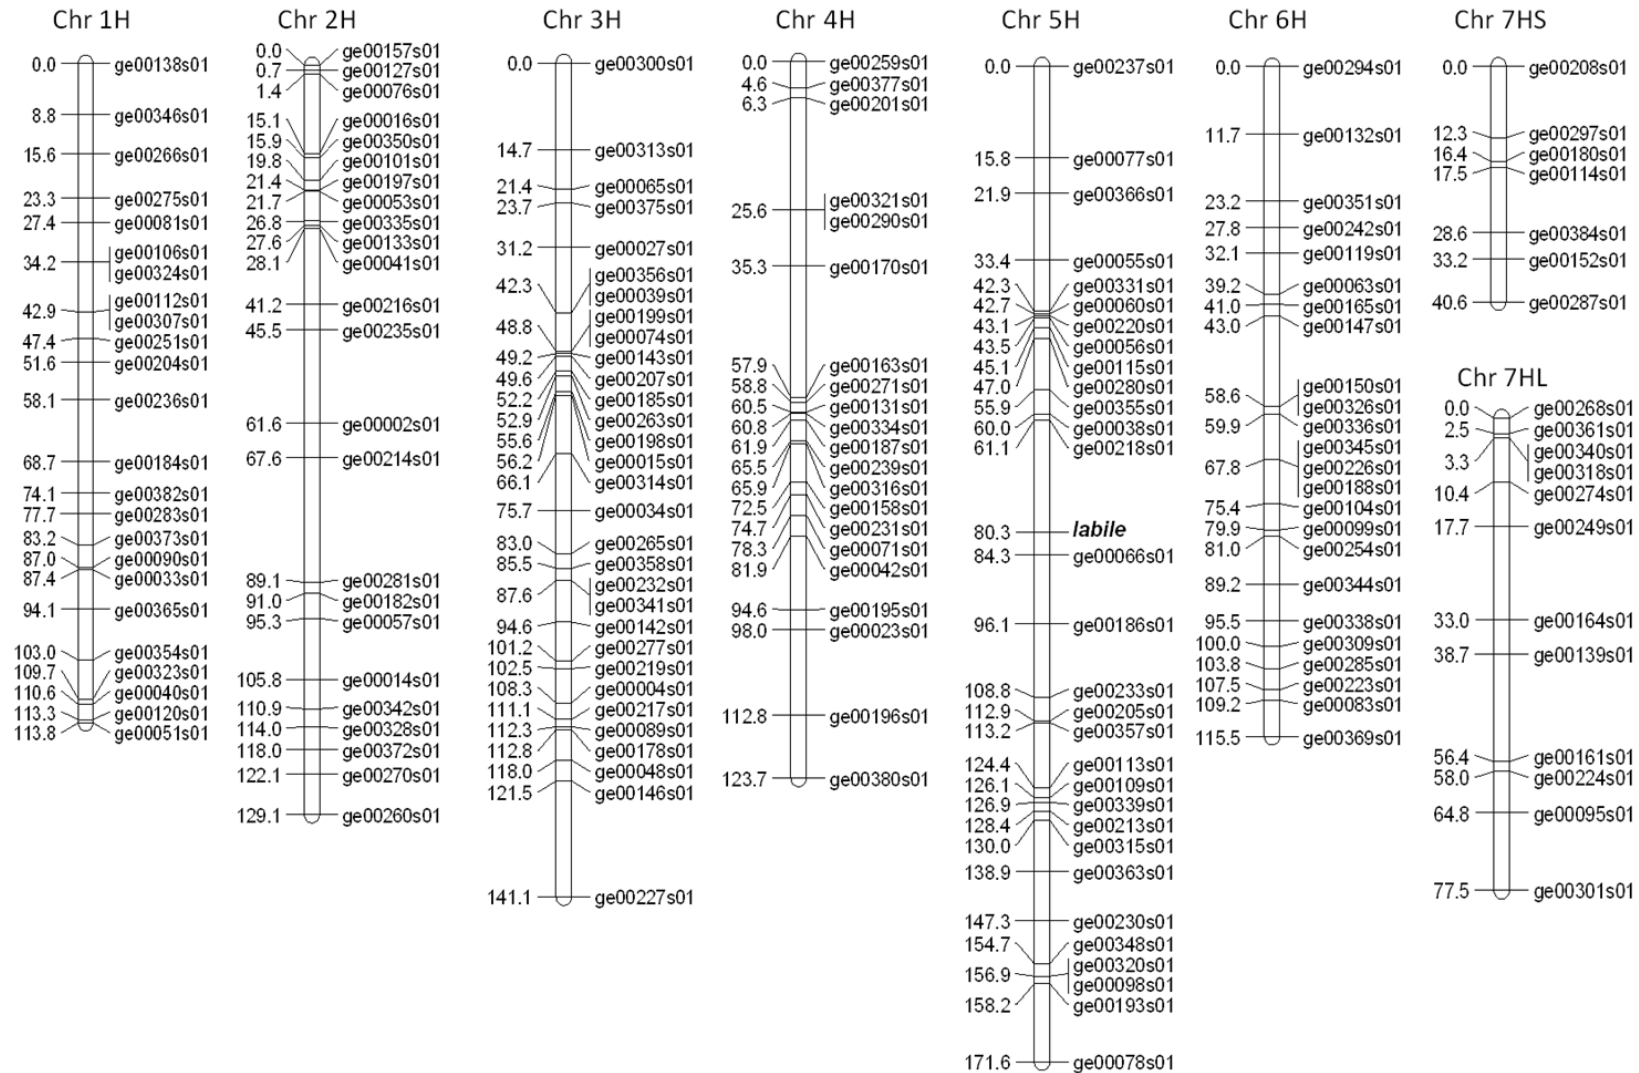 Chr 1H
0.0 ge00138s01
8.8 ge00346s01
15.6 ge00266s01
23.3 ge00275s01
27.4 ge00081s01
34.2 ge00106s01
ge00324s01
42.9 ge00112s01
ge00307s01
47.4 ge00251s01
51.6 ge00204s01
58.1 ge00236s01
68.7 ge00184s01
74.1 ge00382s01
77.7 ge00283s01
83.2 ge00373s01
87.0 ge00090s01
87.4 ge00033s01
94.1 ge00365s01
103.0 ge00354s01
109.7 ge00323s01
110.6 ge00040s01
113.3 ge00120s01
113.8 ge00051s01
Chr 2H
0.0 ge00157s01
0.7 ge00127s01
1.4 ge00076s01
15.1 ge00016s01
15.9 ge00350s01
19.8 ge00101s01
21.4 ge00197s01
21.7 ge00053s01
26.8 ge00335s01
27.6 ge00133s01
28.1 ge00041s01
41.2 ge00216s01
45.5 ge00235s01
61.6 ge00002s01
67.6 ge00214s01
89.1 ge00281s01
91.0 ge00182s01
95.3 ge00057s01
105.8 ge00014s01
110.9 ge00342s01
114.0 ge00328s01
118.0 ge00372s01
122.1 ge00270s01
129.1 ge00260s01
Chr 3H
0.0 ge00300s01
14.7 ge00313s01
21.4 ge00065s01
23.7 ge00375s01
31.2 ge00027s01
42.3 ge00356s01
ge00039s01
48.8 ge00199s01
ge00074s01
49.2 ge00143s01
49.6 ge00207s01
52.2 ge00185s01
52.9 ge00263s01
55.6 ge00198s01
56.2 ge00015s01
66.1 ge00314s01
75.7 ge00034s01
83.0 ge00265s01
85.5 ge00358s01
87.6 ge00232s01
ge00341s01
94.6 ge00142s01
101.2 ge00277s01
102.5 ge00219s01
108.3 ge00004s01
111.1 ge00217s01
112.3 ge00089s01
112.8 ge00178s01
118.0 ge00048s01
121.5 ge00146s01
141.1 ge00227s01
Chr 4H
0.0 ge00259s01
4.6 ge00377s01
6.3 ge00201s01
25.6 ge00321s01
ge00290s01
35.3 ge00170s01
57.9 ge00163s01
58.8 ge00271s01
60.5 ge00131s01
60.8 ge00334s01
61.9 ge00187s01
65.5 ge00239s01
65.9 ge00316s01
72.5 ge00158s01
74.7 ge00231s01
78.3 ge00071s01
81.9 ge00042s01
94.6 ge00195s01
98.0 ge00023s01
112.8 ge00196s01
123.7 ge00380s01
Chr 5H
0.0 ge00237s01
15.8 ge00077s01
21.9 ge00366s01
33.4 ge00055s01
42.3 ge00331s01
42.7 ge00060s01
43.1 ge00220s01
43.5 ge00056s01
45.1 ge00115s01
47.0 ge00280s01
55.9 ge00355s01
60.0 ge00038s01
61.1 ge00218s01
80.3 labile
84.3 ge00066s01
96.1 ge00186s01
108.8 ge00233s01
112.9 ge00205s01
113.2 ge00357s01
124.4 ge00113s01
126.1 ge00109s01
126.9 ge00339s01
128.4 ge00213s01
130.0 ge00315s01
138.9 ge00363s01
147.3 ge00230s01
154.7 ge00348s01
156.9 ge00320s01
ge00098s01
158.2 ge00193s01
171.6 ge00078s01
Chr 6H
0.0 ge00294s01
11.7 ge00132s01
23.2 ge00351s01
27.8 ge00242s01
32.1 ge00119s01
39.2 ge00063s01
41.0 ge00165s01
43.0 ge00147s01
58.6 ge00150s01
ge00326s01
59.9 ge00336s01
67.8 ge00345s01
ge00226s01
ge00188s01
75.4 ge00104s01
79.9 ge00099s01
81.0 ge00254s01
89.2 ge00344s01
95.5 ge00338s01
100.0 ge00309s01
103.8 ge00285s01
107.5 ge00223s01
109.2 ge00083s01
115.5 ge00369s01
Chr 7HS
0.0 ge00208s01
12.3 ge00297s01
16.4 ge00180s01
17.5 ge00114s01
28.6 ge00384s01
33.2 ge00152s01
40.6 ge00287s01
Chr 7HL
0.0 ge00268s01
2.5 ge00361s01
3.3 ge00340s01
ge00318s01
10.4 ge00274s01
17.7 ge00249s01
33.0 ge00164s01
38.7 ge00139s01
56.4 ge00161s01
58.0 ge00224s01
64.8 ge00095s01
77.5 ge00301s01